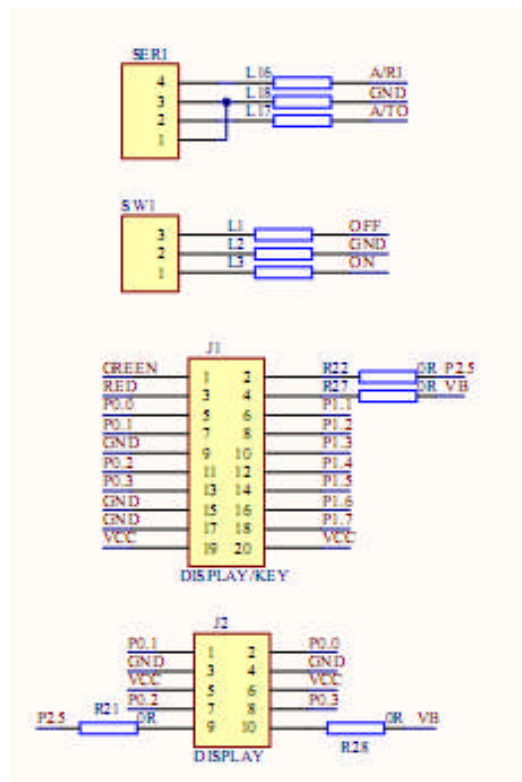 SER1
4 L16 A/RI
3 L18 GND
2 L17 A/TO
1
SW1
3 L1 OFF
2 L2 GND
1 L3 ON
J1
GREEN 1 2 R22 0R P2.5
RED 3 4 R27 0R VB
P0.0 5 6 P1.1
P0.1 7 8 P1.2
GND 9 10 P1.3
P0.2 11 12 P1.4
P0.3 13 14 P1.5
GND 15 16 P1.6
GND 17 18 P1.7
VCC 19 20 VCC
DISPLAY/KEY
J2
P0.1 1 2 P0.0
GND 3 4 GND
VCC 5 6 VCC
P0.2 7 8 P0.3
P2.5 R21 0R 9 10 R28 0R VB
DISPLAY